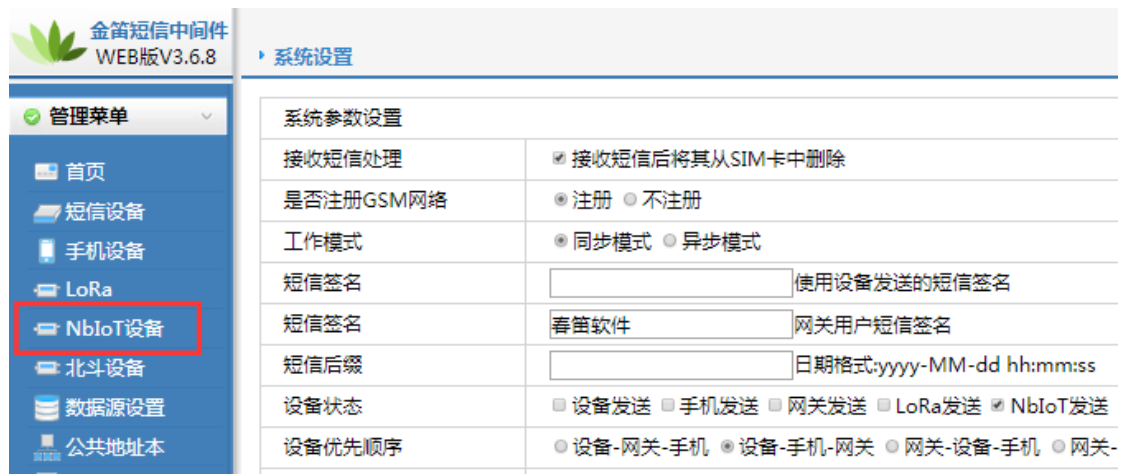 金笛短信中间件
WEB版V3.6.8
系统设置
管理菜单
首页
短信设备
手机设备
LoRa
NbIoT设备
北斗设备
数据源设置
公共地址本
系统参数设置
接收短信处理 接收短信后将其从SIM卡中删除
是否注册GSM网络 注册 不注册
工作模式 同步模式 异步模式
短信签名 使用设备发送的短信签名
短信签名 春笛软件 网关用户短信签名
短信后缀 日期格式:yyyy-MM-dd hh:mm:ss
设备状态 设备发送 手机发送 网关发送 LoRa发送 NbIoT发送
设备优先顺序 设备-网关-手机 设备-手机-网关 网关-设备-手机 网关-